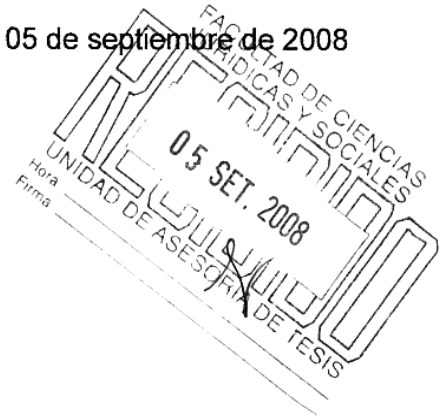 05 de septiembre de 2008
FACULTAD DE CIENCIAS
JURIDICAS Y SOCIALES
RECIBIDO
05 SET. 2008
UNIDAD DE ASESORIA DE TESIS
Hora
Firma